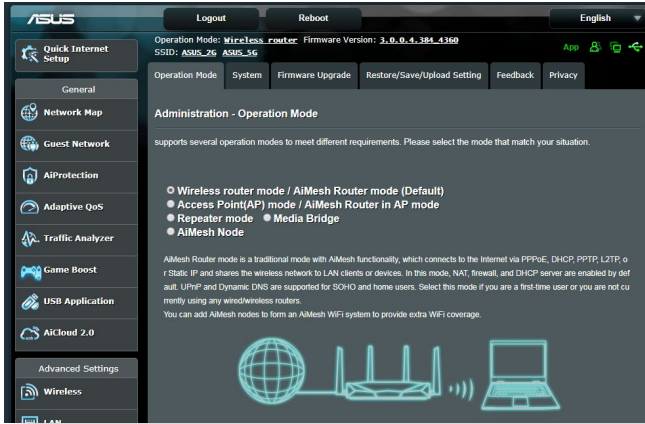 ASUS
Logout
Reboot
English
Quick Internet
Setup
Operation Mode: Wireless router Firmware Version: 3.0.0.4.384_4360
SSID: ASUS_2G ASUS_5G
App
Operation Mode
System
Firmware Upgrade
Restore/Save/Upload Setting
Feedback
Privacy
General
Network Map
Guest Network
AiProtection
Adaptive QoS
Traffic Analyzer
Game Boost
USB Application
AiCloud 2.0
Advanced Settings
Wireless
LAN
Administration - Operation Mode
supports several operation modes to meet different requirements. Please select the mode that match your situation.
Wireless router mode / AiMesh Router mode (Default)
Access Point(AP) mode / AiMesh Router in AP mode
Repeater mode Media Bridge
AiMesh Node
AiMesh Router mode is a traditional mode with AiMesh functionality, which connects to the Internet via PPPoE, DHCP, PPTP, L2TP, o
r Static IP and shares the wireless network to LAN clients or devices. In this mode, NAT, firewall, and DHCP server are enabled by def
ault. UPnP and Dynamic DNS are supported for SOHO and home users. Select this mode if you are a first-time user or you are not cu
rrently using any wired/wireless routers.
You can add AiMesh nodes to form an AiMesh WiFi system to provide extra WiFi coverage.